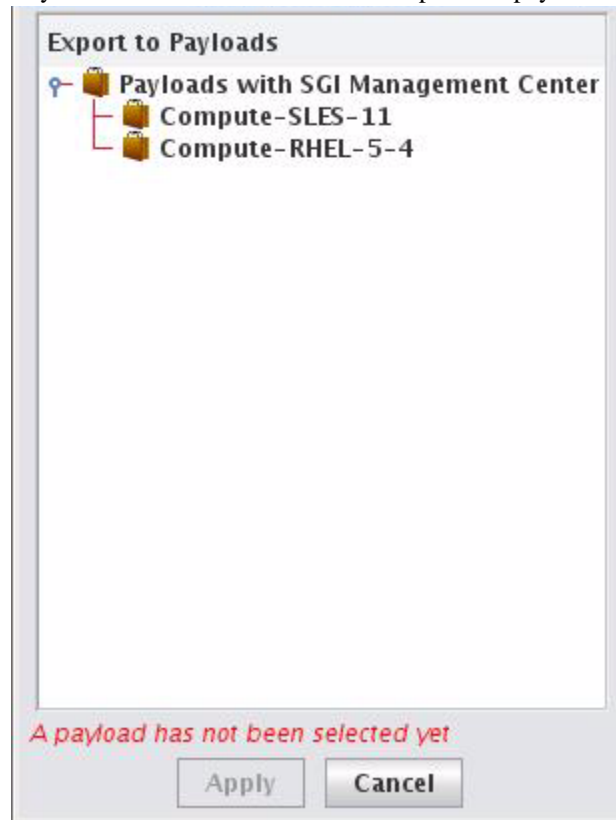 Export to Payloads
Payloads with SGI Management Center
Compute-SLES-11
Compute-RHEL-5-4
A payload has not been selected yet
Apply
Cancel